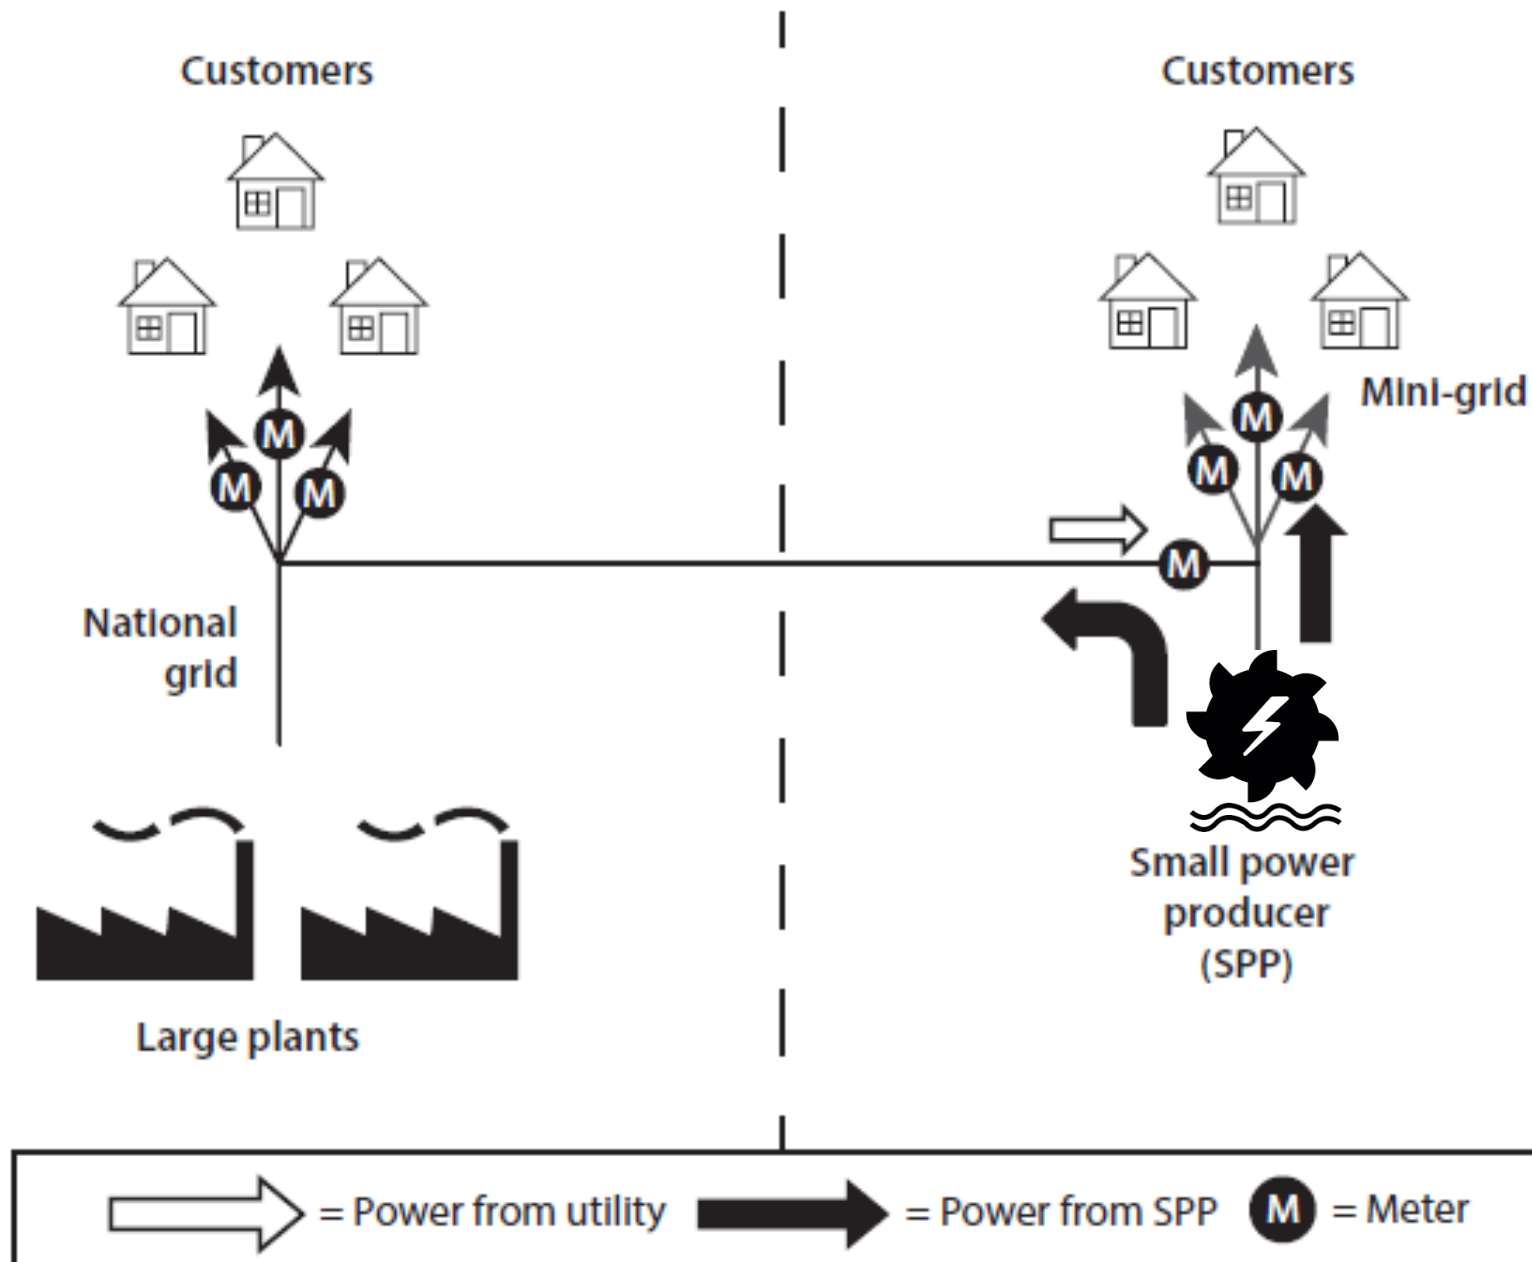 Customers
Customers
M
M
M
National
grid
Large plants
Mini-grid
M
M
M
M
Small power
producer
(SPP)
= Power from utility
= Power from SPP
M = Meter